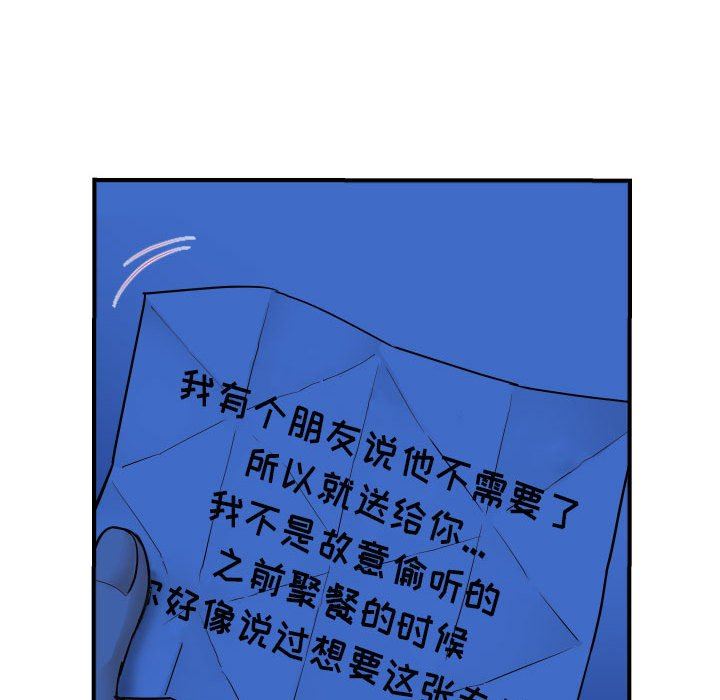 我有个朋友说他不需要了
所以就送给你...
我不是故意偷听的
之前聚餐的时候
你好像说过想要这张